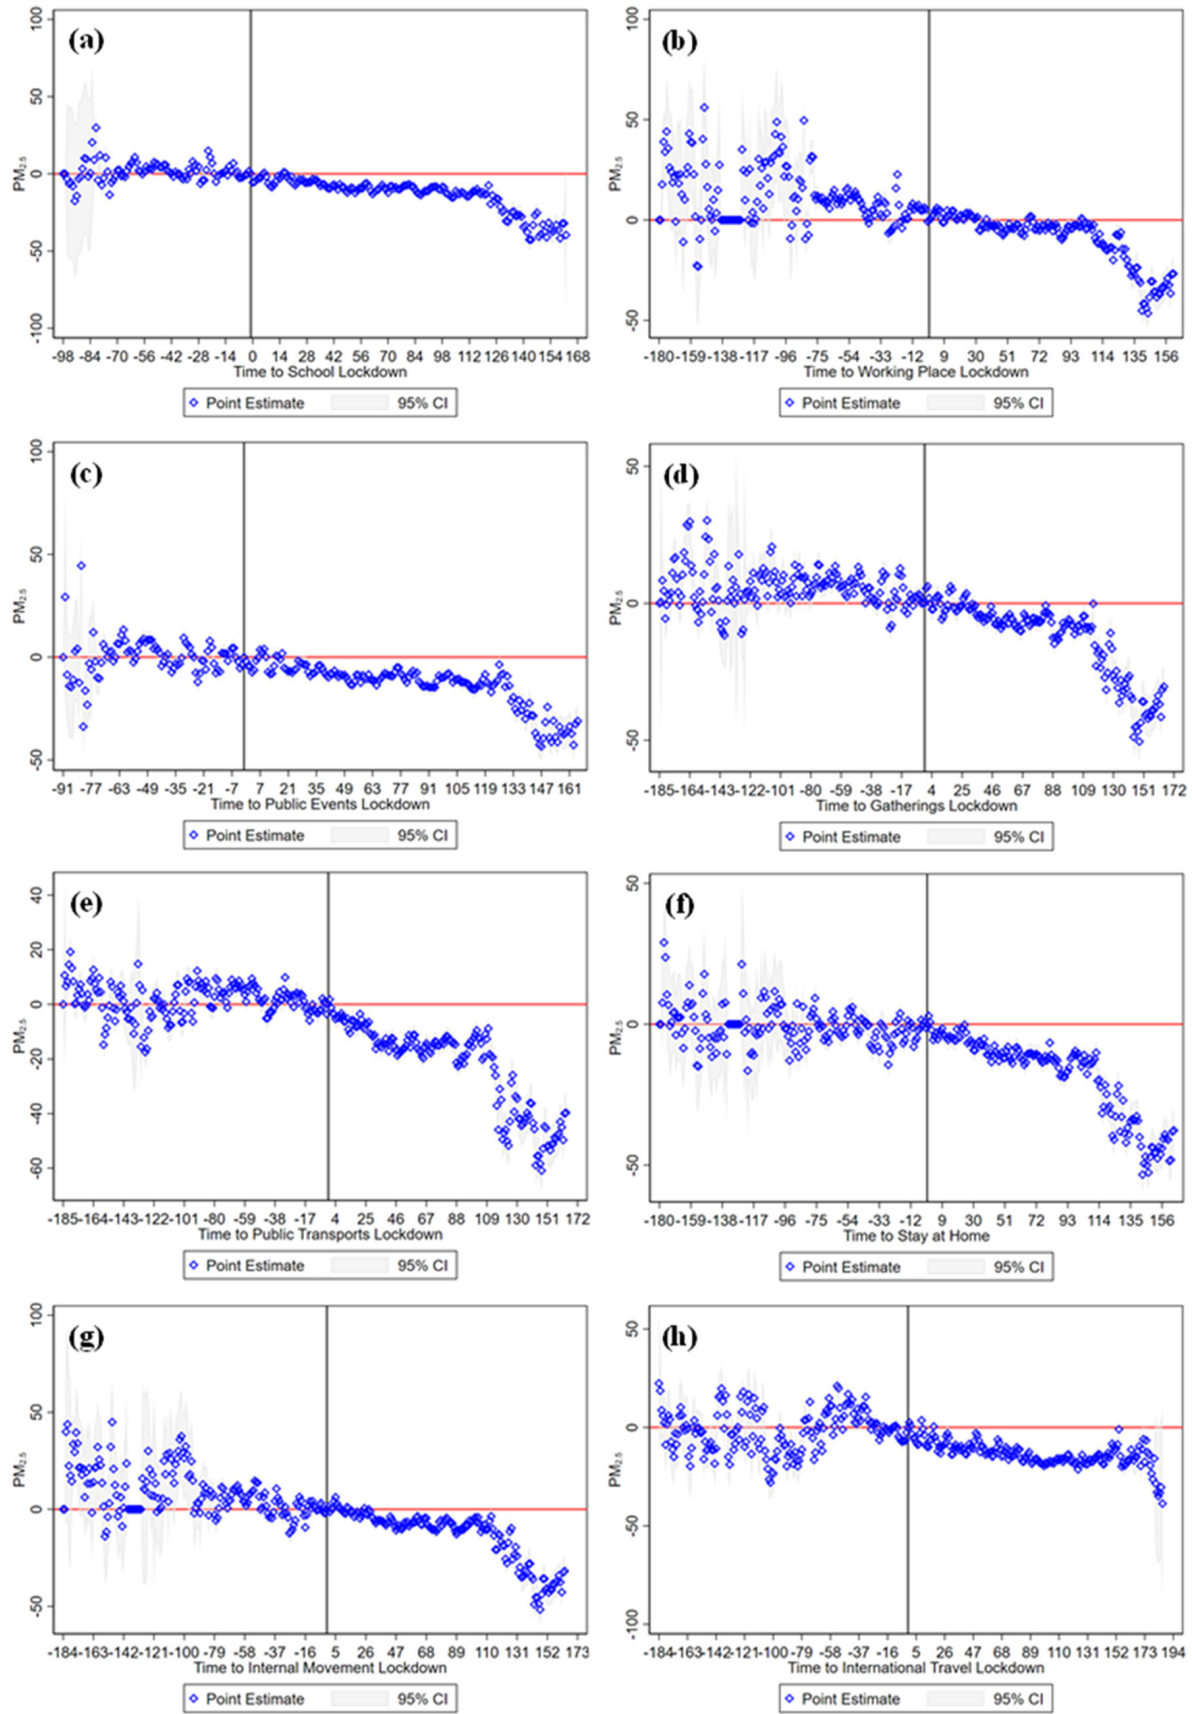 (a)
PM2.5
100
50
0
-50
-100
-98 -84 -70 -56 -42 -28 -14 0 14 28 42 56 70 84 98 112 126 140 154 168
Time to School Lockdown
Point Estimate 95% CI
(b)
PM2.5
100
50
0
-50
-180 -159 -138 -117 -96 -75 -54 -33 -12 9 30 51 72 93 114 135 156
Time to Working Place Lockdown
Point Estimate 95% CI
(c)
PM2.5
100
50
0
-50
-91 -77 -63 -49 -35 -21 -7 7 21 35 49 63 77 91 105 119 133 147 161
Time to Public Events Lockdown
Point Estimate 95% CI
(d)
PM2.5
50
0
-50
-185 -164 -143 -122 -101 -80 -59 -38 -17 4 25 46 67 88 109 130 151 172
Time to Gatherings Lockdown
Point Estimate 95% CI
(e)
PM2.5
40
20
0
-20
-40
-60
-185 -164 -143 -122 -101 -80 -59 -38 -17 4 25 46 67 88 109 130 151 172
Time to Public Transports Lockdown
Point Estimate 95% CI
(f)
PM2.5
50
0
-50
-180 -159 -138 -117 -96 -75 -54 -33 -12 9 30 51 72 93 114 135 156
Time to Stay at Home
Point Estimate 95% CI
(g)
PM2.5
100
50
0
-50
-184 -163 -142 -121 -100 -79 -58 -37 -16 5 26 47 68 89 110 131 152 173
Time to Internal Movement Lockdown
Point Estimate 95% CI
(h)
PM2.5
50
0
-50
-100
-184 -163 -142 -121 -100 -79 -58 -37 -16 5 26 47 68 89 110 131 152 173 194
Time to International Travel Lockdown
Point Estimate 95% CI